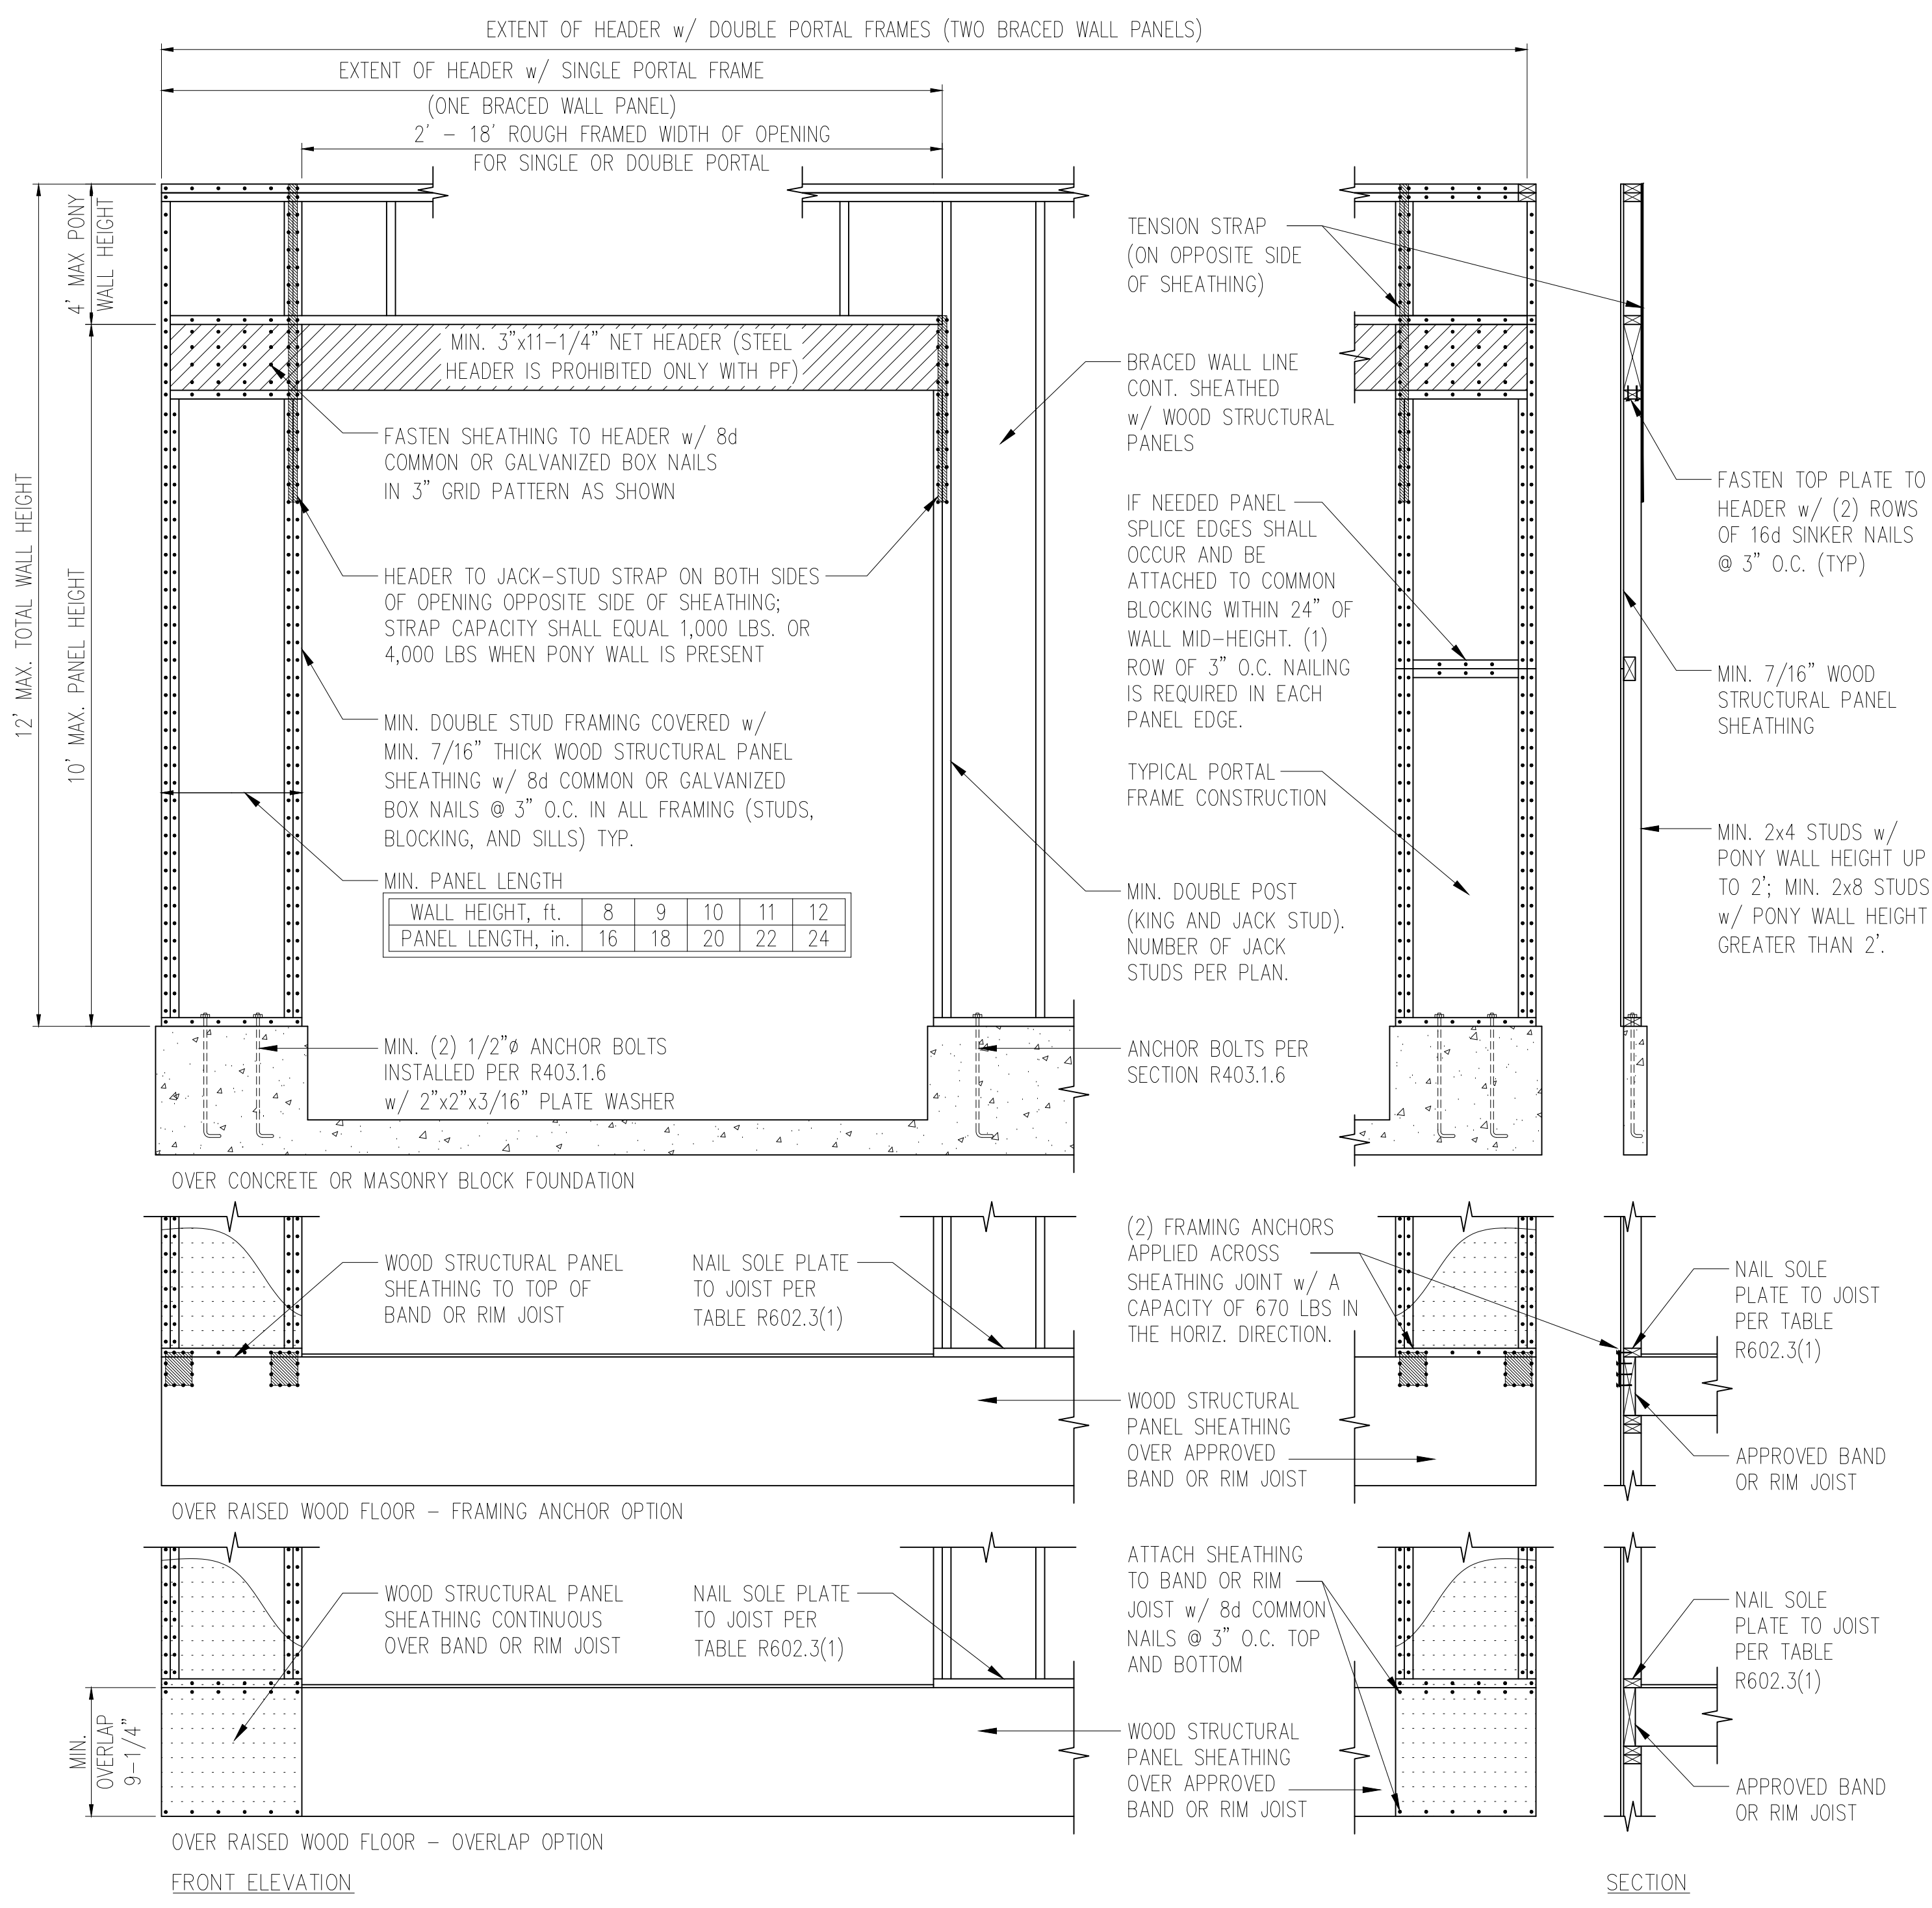 EXTENT OF HEADER w/ DOUBLE PORTAL FRAMES (TWO BRACED WALL PANELS)
EXTENT OF HEADER w/ SINGLE PORTAL FRAME
(ONE BRACED WALL PANEL)
2' - 18' ROUGH FRAMED WIDTH OF OPENING
FOR SINGLE OR DOUBLE PORTAL
12' MAX. TOTAL WALL HEIGHT
4' MAX PONY
WALL HEIGHT
10' MAX. PANEL HEIGHT
MIN. 3"x11-1/4" NET HEADER (STEEL
HEADER IS PROHIBITED ONLY WITH PF)
FASTEN SHEATHING TO HEADER w/ 8d
COMMON OR GALVANIZED BOX NAILS
IN 3" GRID PATTERN AS SHOWN
HEADER TO JACK-STUD STRAP ON BOTH SIDES
OF OPENING OPPOSITE SIDE OF SHEATHING;
STRAP CAPACITY SHALL EQUAL 1,000 LBS. OR
4,000 LBS WHEN PONY WALL IS PRESENT
MIN. DOUBLE STUD FRAMING COVERED w/
MIN. 7/16" THICK WOOD STRUCTURAL PANEL
SHEATHING w/ 8d COMMON OR GALVANIZED
BOX NAILS @ 3" O.C. IN ALL FRAMING (STUDS,
BLOCKING, AND SILLS) TYP.
MIN. PANEL LENGTH
WALL HEIGHT, ft. 8 9 10 11 12
PANEL LENGTH, in. 16 18 20 22 24
MIN. (2) 1/2"ø ANCHOR BOLTS
INSTALLED PER R403.1.6
w/ 2"x2"x3/16" PLATE WASHER
TENSION STRAP
(ON OPPOSITE SIDE
OF SHEATHING)
BRACED WALL LINE
CONT. SHEATHED
w/ WOOD STRUCTURAL
PANELS
IF NEEDED PANEL
SPLICE EDGES SHALL
OCCUR AND BE
ATTACHED TO COMMON
BLOCKING WITHIN 24" OF
WALL MID-HEIGHT. (1)
ROW OF 3" O.C. NAILING
IS REQUIRED IN EACH
PANEL EDGE.
TYPICAL PORTAL
FRAME CONSTRUCTION
MIN. DOUBLE POST
(KING AND JACK STUD).
NUMBER OF JACK
STUDS PER PLAN.
ANCHOR BOLTS PER
SECTION R403.1.6
FASTEN TOP PLATE TO
HEADER w/ (2) ROWS
OF 16d SINKER NAILS
@ 3" O.C. (TYP)
MIN. 7/16" WOOD
STRUCTURAL PANEL
SHEATHING
MIN. 2x4 STUDS w/
PONY WALL HEIGHT UP
TO 2'; MIN. 2x8 STUDS
w/ PONY WALL HEIGHT
GREATER THAN 2'.
OVER CONCRETE OR MASONRY BLOCK FOUNDATION
WOOD STRUCTURAL PANEL
SHEATHING TO TOP OF
BAND OR RIM JOIST
NAIL SOLE PLATE
TO JOIST PER
TABLE R602.3(1)
(2) FRAMING ANCHORS
APPLIED ACROSS
SHEATHING JOINT w/ A
CAPACITY OF 670 LBS IN
THE HORIZ. DIRECTION.
WOOD STRUCTURAL
PANEL SHEATHING
OVER APPROVED
BAND OR RIM JOIST
NAIL SOLE
PLATE TO JOIST
PER TABLE
R602.3(1)
APPROVED BAND
OR RIM JOIST
OVER RAISED WOOD FLOOR - FRAMING ANCHOR OPTION
MIN.
OVERLAP
9-1/4"
WOOD STRUCTURAL PANEL
SHEATHING CONTINUOUS
OVER BAND OR RIM JOIST
NAIL SOLE PLATE
TO JOIST PER
TABLE R602.3(1)
ATTACH SHEATHING
TO BAND OR RIM
JOIST w/ 8d COMMON
NAILS @ 3" O.C. TOP
AND BOTTOM
WOOD STRUCTURAL
PANEL SHEATHING
OVER APPROVED
BAND OR RIM JOIST
NAIL SOLE
PLATE TO JOIST
PER TABLE
R602.3(1)
APPROVED BAND
OR RIM JOIST
OVER RAISED WOOD FLOOR - OVERLAP OPTION
FRONT ELEVATION
SECTION